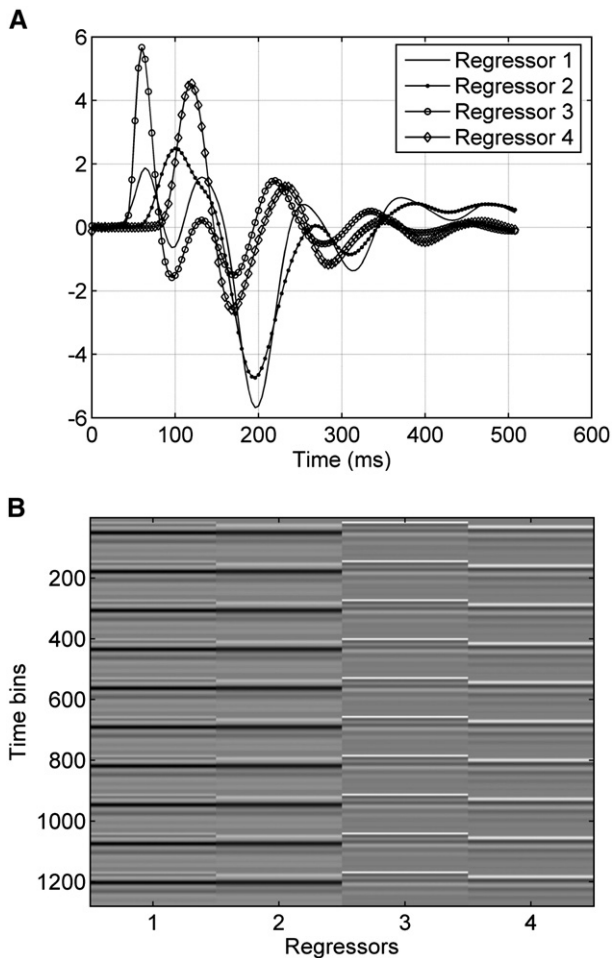 A
6
4
2
0
-2
-4
-6
0 100 200 300 400 500 600
Time (ms)
Regressor 1
Regressor 2
Regressor 3
Regressor 4
B
200
400
600
800
1000
1200
Time bins
1 2 3 4
Regressors